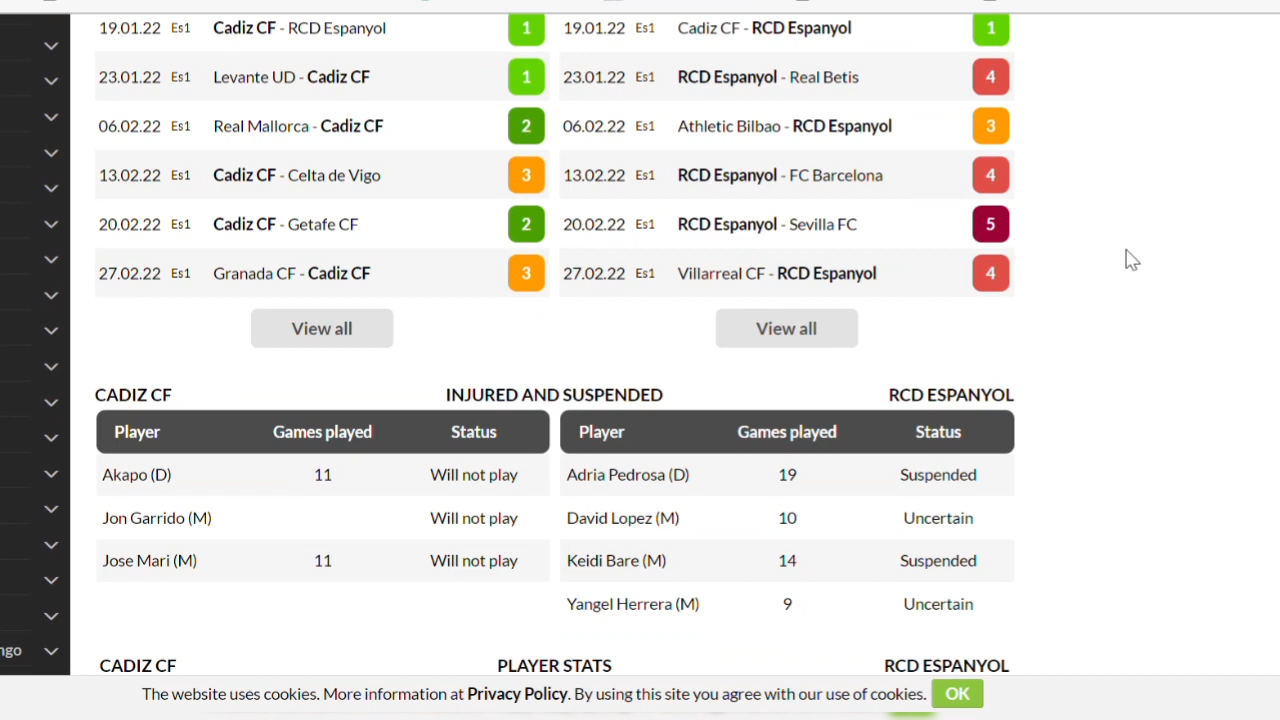 19.01.22 Es1 Cadiz CF - RCD Espanyol 1 19.01.22 Es1 Cadiz CF - RCD Espanyol 1
23.01.22 Es1 Levante UD - Cadiz CF 1 23.01.22 Es1 RCD Espanyol - Real Betis 4
06.02.22 Es1 Real Mallorca - Cadiz CF 2 06.02.22 Es1 Athletic Bilbao - RCD Espanyol 3
13.02.22 Es1 Cadiz CF - Celta de Vigo 3 13.02.22 Es1 RCD Espanyol - FC Barcelona 4
20.02.22 Es1 Cadiz CF - Getafe CF 2 20.02.22 Es1 RCD Espanyol - Sevilla FC 5
27.02.22 Es1 Granada CF - Cadiz CF 3 27.02.22 Es1 Villarreal CF - RCD Espanyol 4
View all View all
CADIZ CF INJURED AND SUSPENDED RCD ESPANYOL
Player Games played Status Player Games played Status
Akapo (D) 11 Will not play Adria Pedrosa (D) 19 Suspended
Jon Garrido (M) Will not play David Lopez (M) 10 Uncertain
Jose Mari (M) 11 Will not play Keidi Bare (M) 14 Suspended
Yangel Herrera (M) 9 Uncertain
ngo
CADIZ CF PLAYER STATS RCD ESPANYOL
The website uses cookies. More information at Privacy Policy. By using this site you agree with our use of cookies. OK